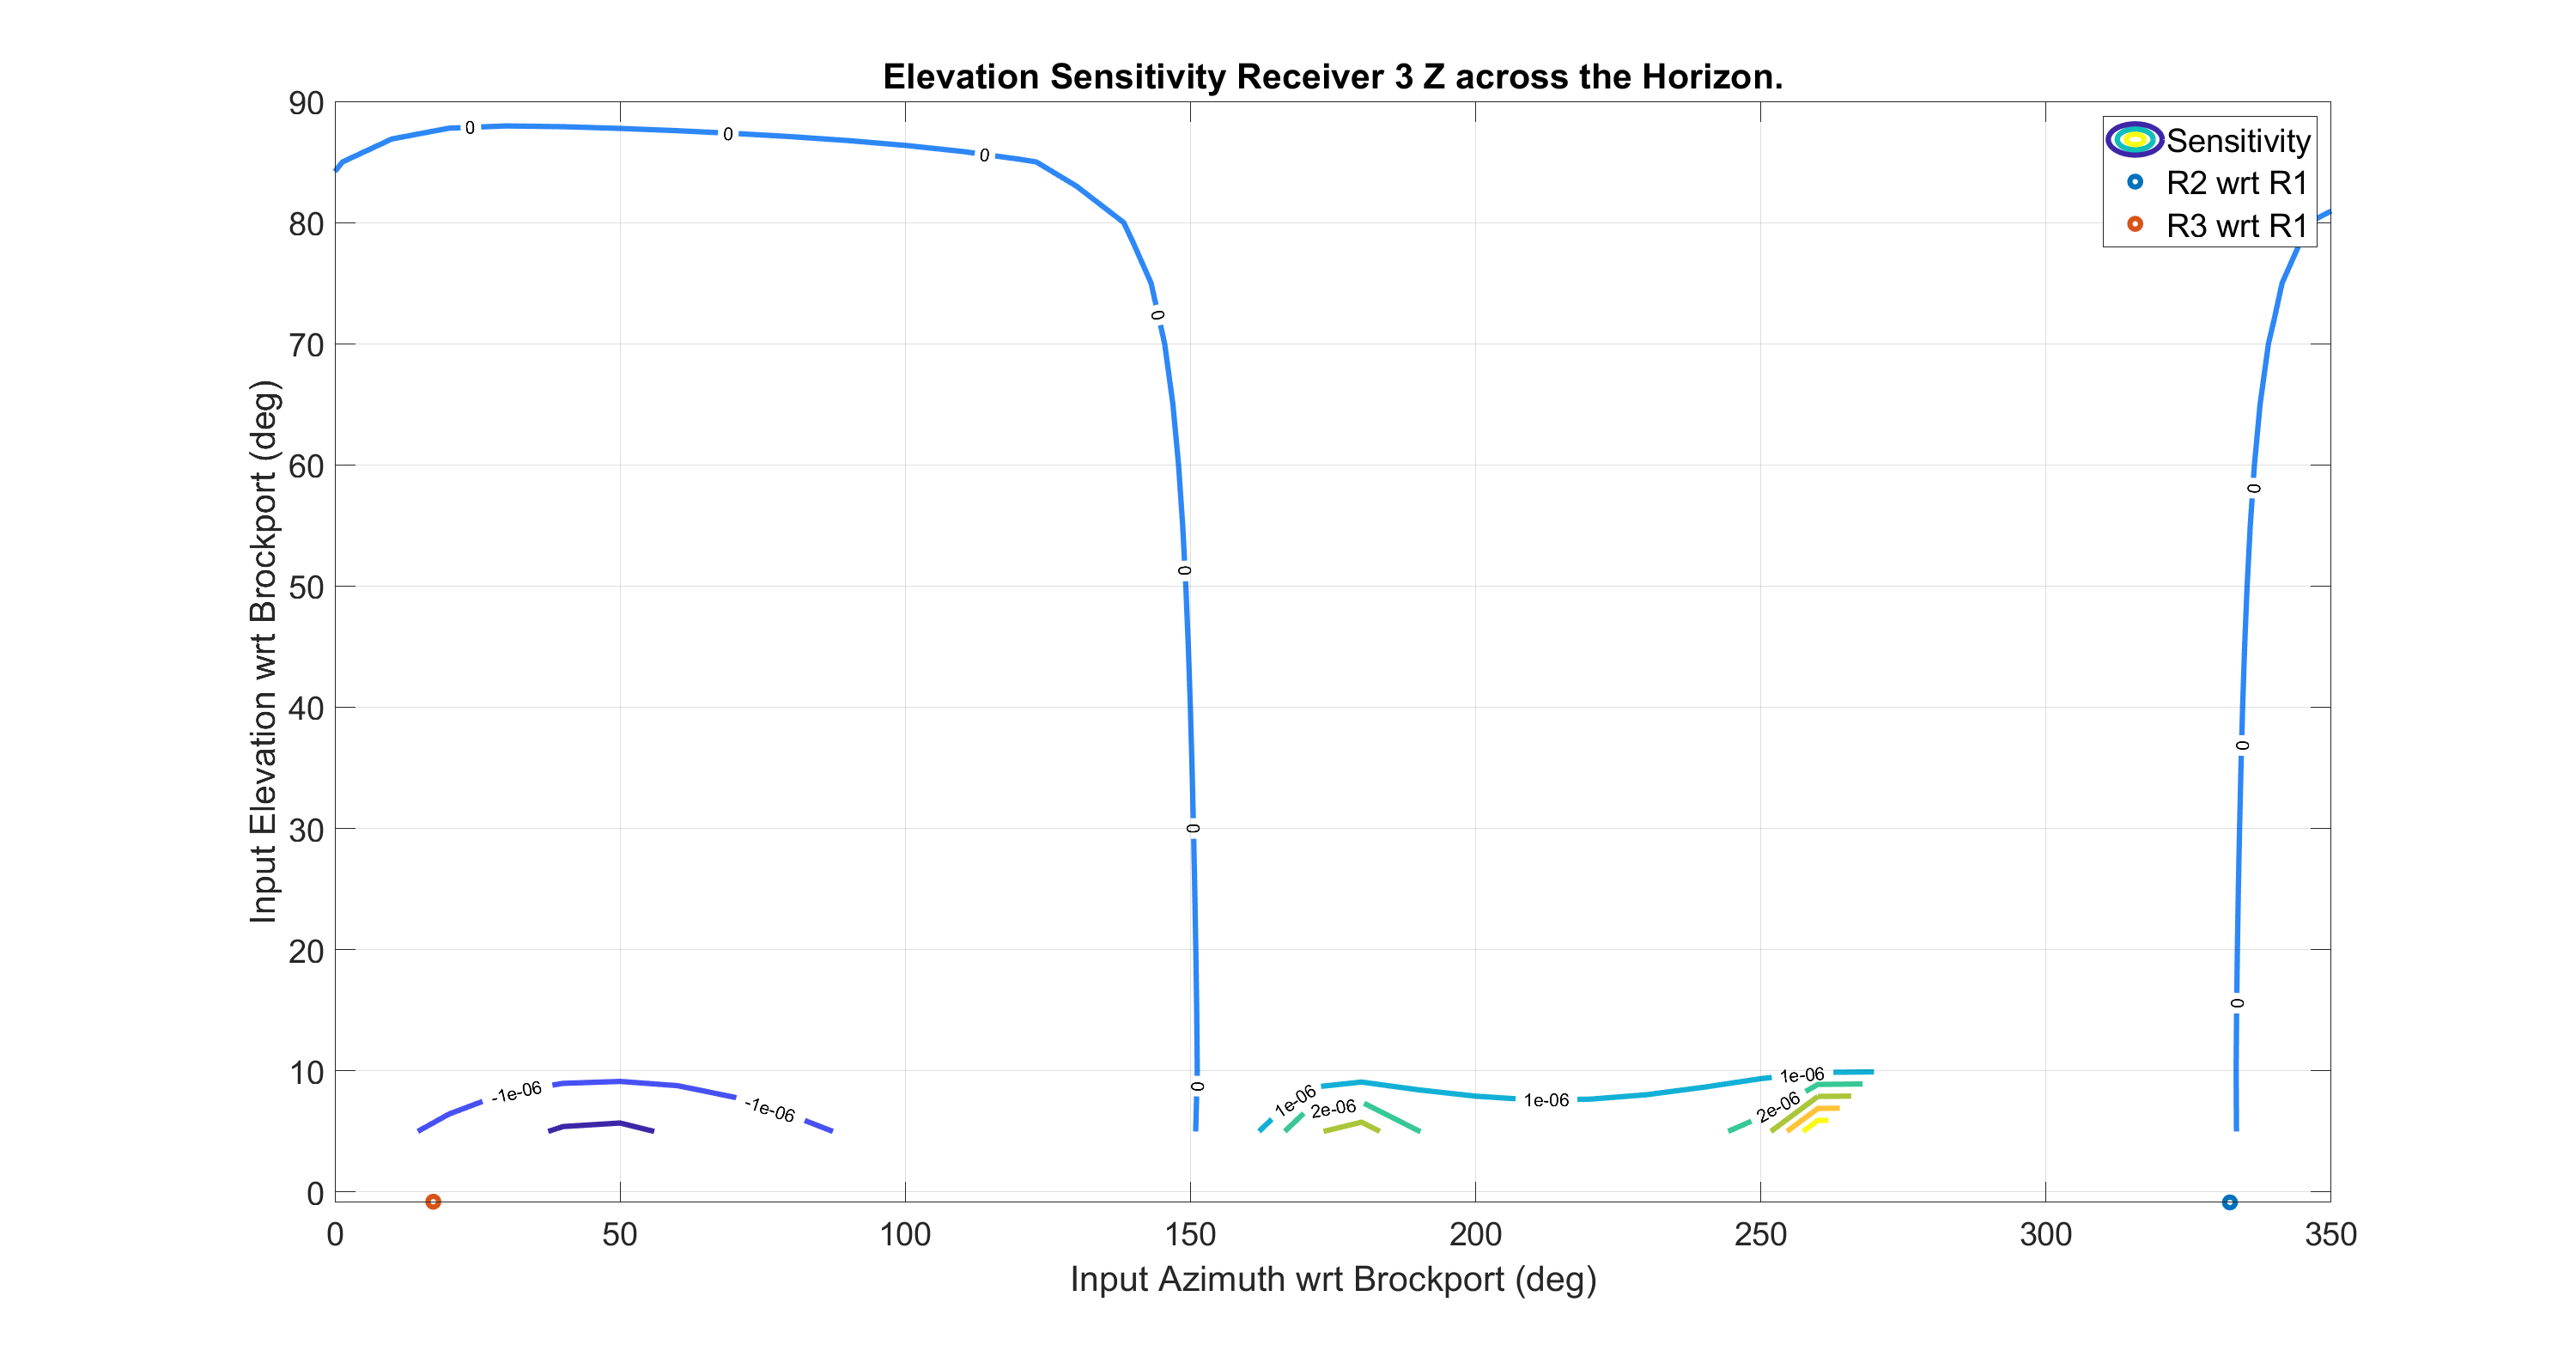 Elevation Sensitivity Receiver 3 Z across the Horizon.
Sensitivity
R2 wrt R1
R3 wrt R1
Input Elevation wrt Brockport (deg)
90
80
70
60
50
40
30
20
10
0
0 0 0
0
0
0
0
0
0
0
0
-1e-06 -1e-06
1e-06 2e-06 1e-06 2e-06 1e-06
0 50 100 150 200 250 300 350
Input Azimuth wrt Brockport (deg)